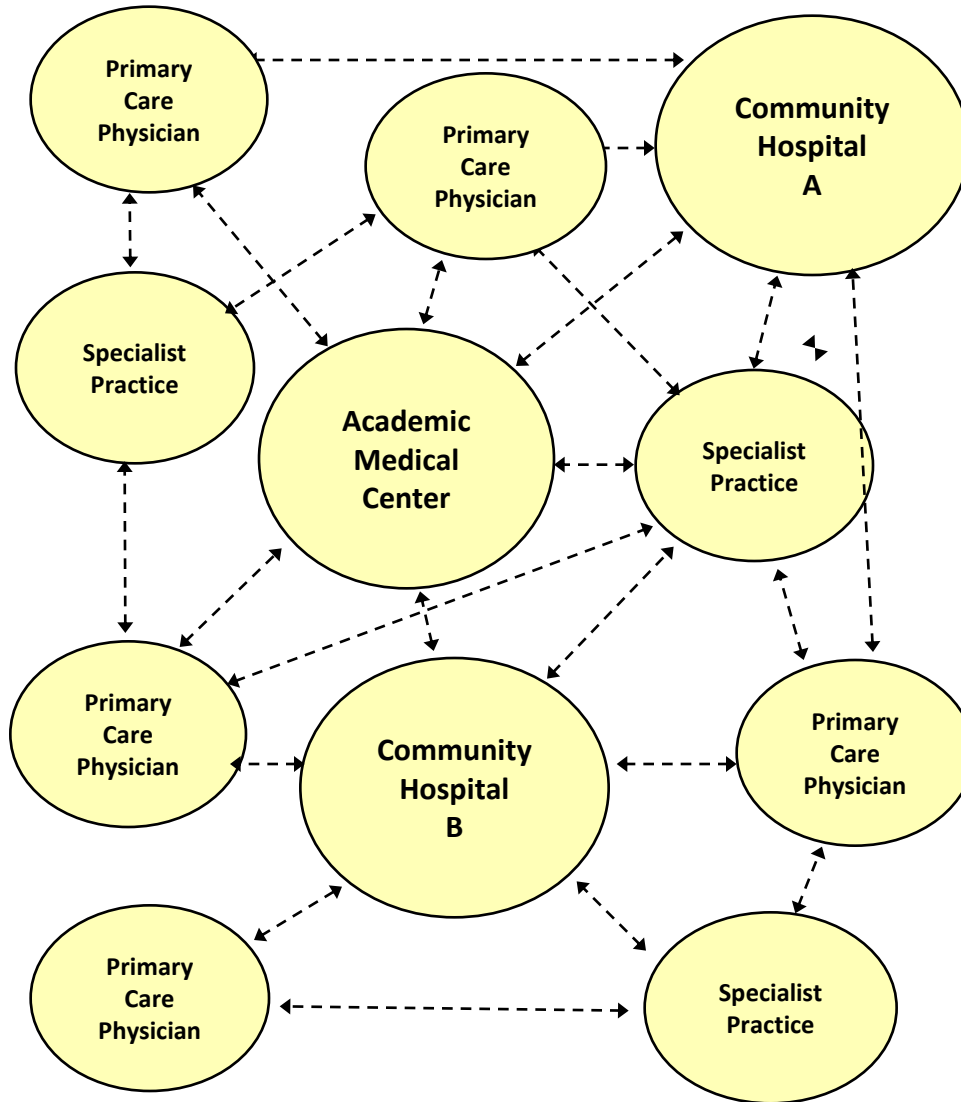 Primary
Care
Physician
Primary
Care
Physician
Community
Hospital
A
Specialist
Practice
Academic
Medical
Center
Specialist
Practice
Primary
Care
Physician
Community
Hospital
B
Primary
Care
Physician
Primary
Care
Physician
Specialist
Practice